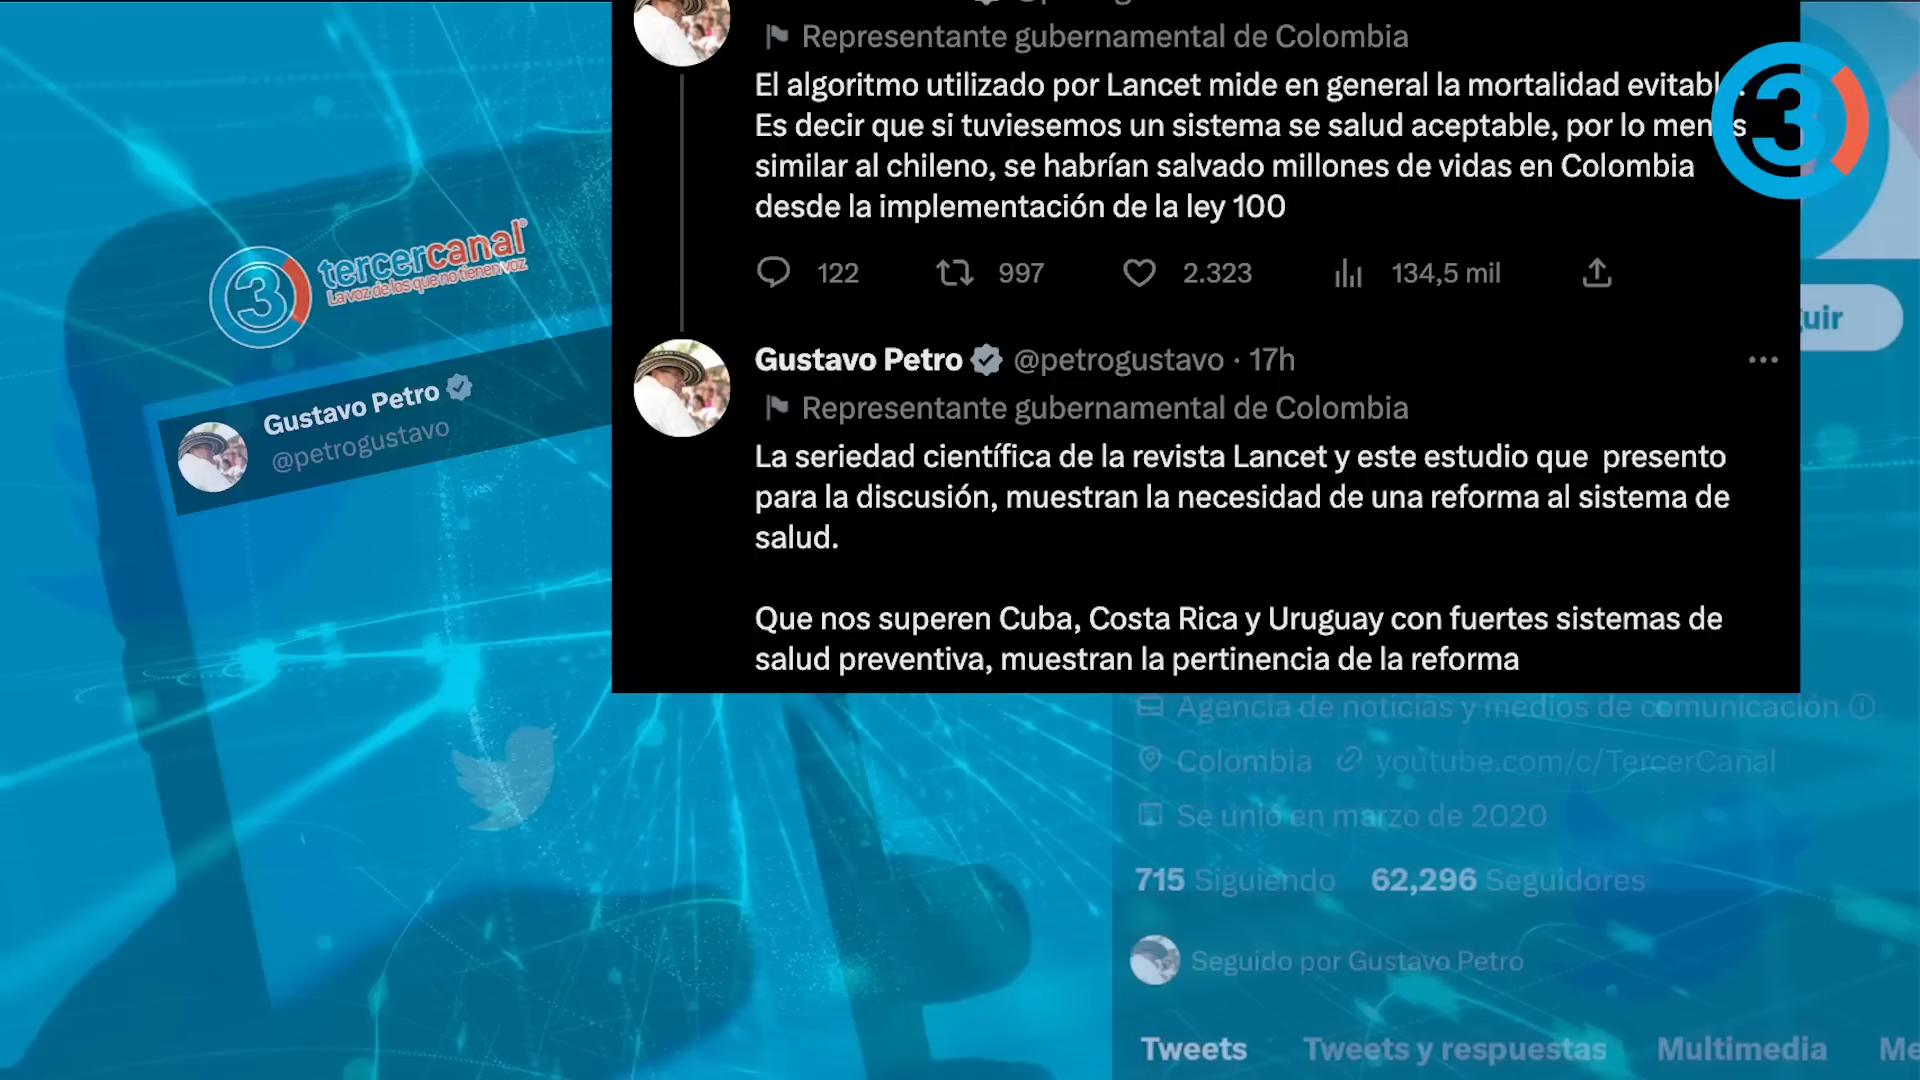 Representante gubernamental de Colombia
El algoritmo utilizado por Lancet mide en general la mortalidad
Es decir que si tuviesemos un sistema se salud aceptable, por lo
similar al chileno, se habrían salvado millones de vidas en Colombia
desde la implementación de la ley 100
122 997 2.323 134,5 mil
Gustavo Petro @petrogustavo · 17h
Representante gubernamental de Colombia
La seriedad científica de la revista Lancet y este estudio que presento
para la discusión, muestran la necesidad de una reforma al sistema de
salud.
Que nos superen Cuba, Costa Rica y Uruguay con fuertes sistemas de
salud preventiva, muestran la pertinencia de la reforma
3
3 tercercanal
La voz de los que no tienen voz
Gustavo Petro
@petrogustavo
Agencia de noticias y medios de comunicación
Colombia youtube.com/c/TercerCanal
Se unió en marzo de 2020
715 Siguiendo 62,296 Seguidores
Seguido por Gustavo Petro
Tweets Tweets y respuestas Multimedia